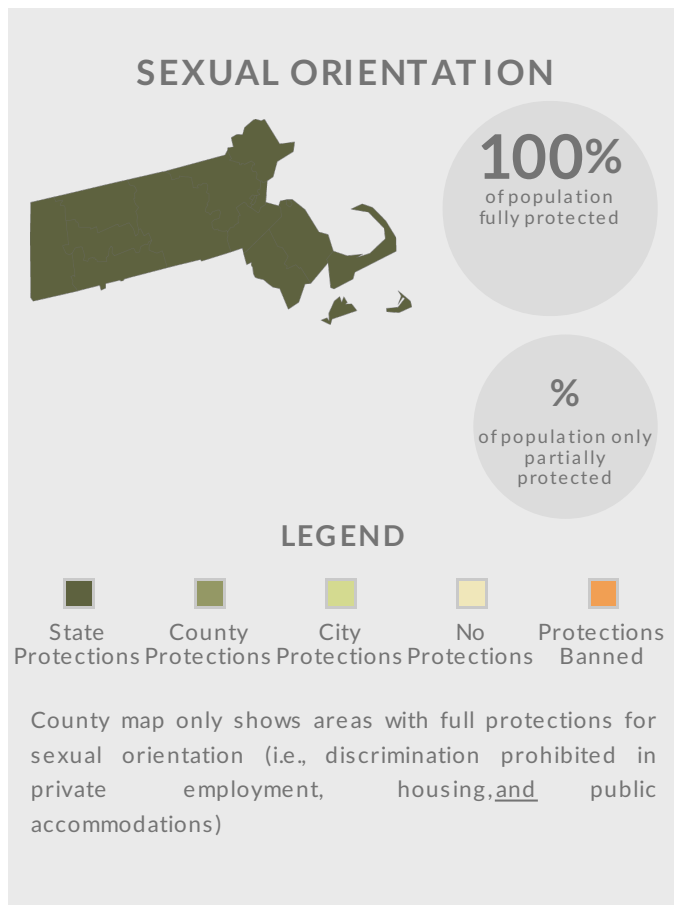 SEXUAL ORIENTATION
100%
of population
fully protected
%
of population only
partially
protected
LEGEND
State
Protections
County
Protections
City
Protections
No
Protections
Protections
Banned
County map only shows areas with full protections for
sexual orientation (i.e., discrimination prohibited in
private employment, housing, and public
accommodations)